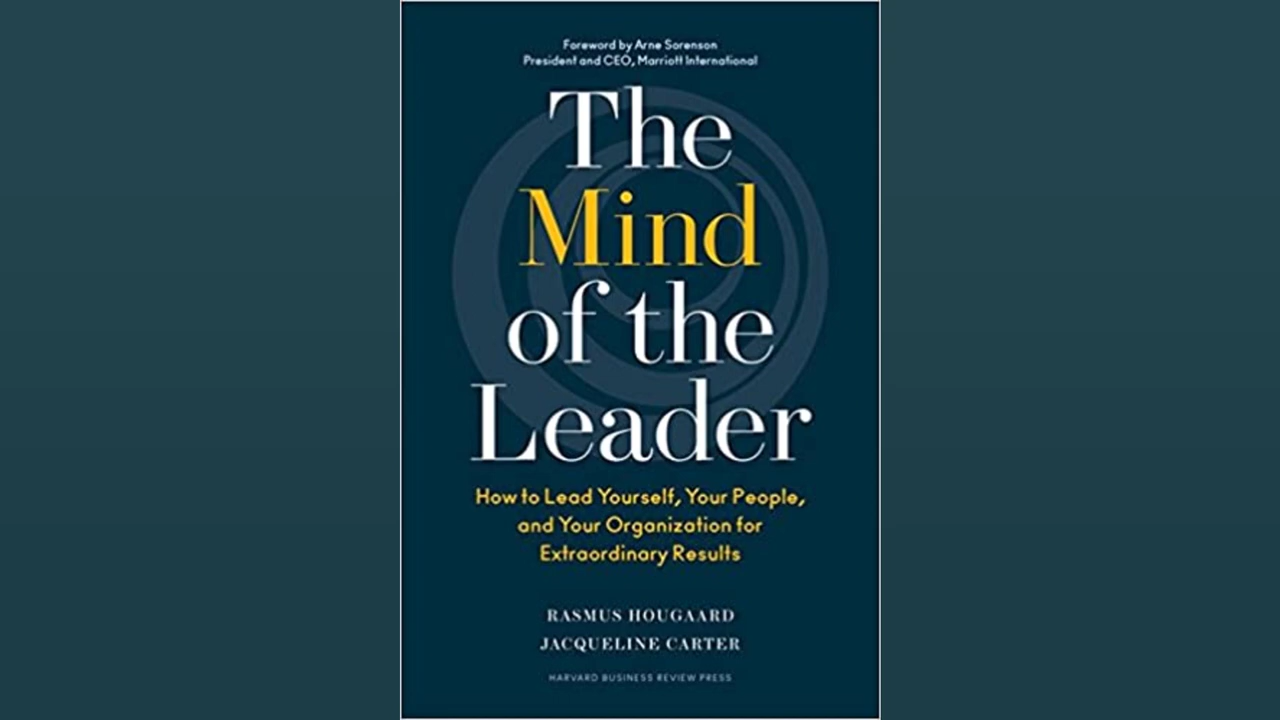 Foreword by Arne Sorenson
President and CEO, Marriott International
The
Mind
of the
Leader
How to Lead Yourself, Your People,
and Your Organization for
Extraordinary Results
RASMUS HOUGAARD
JACQUELINE CARTER
HARVARD BUSINESS REVIEW PRESS